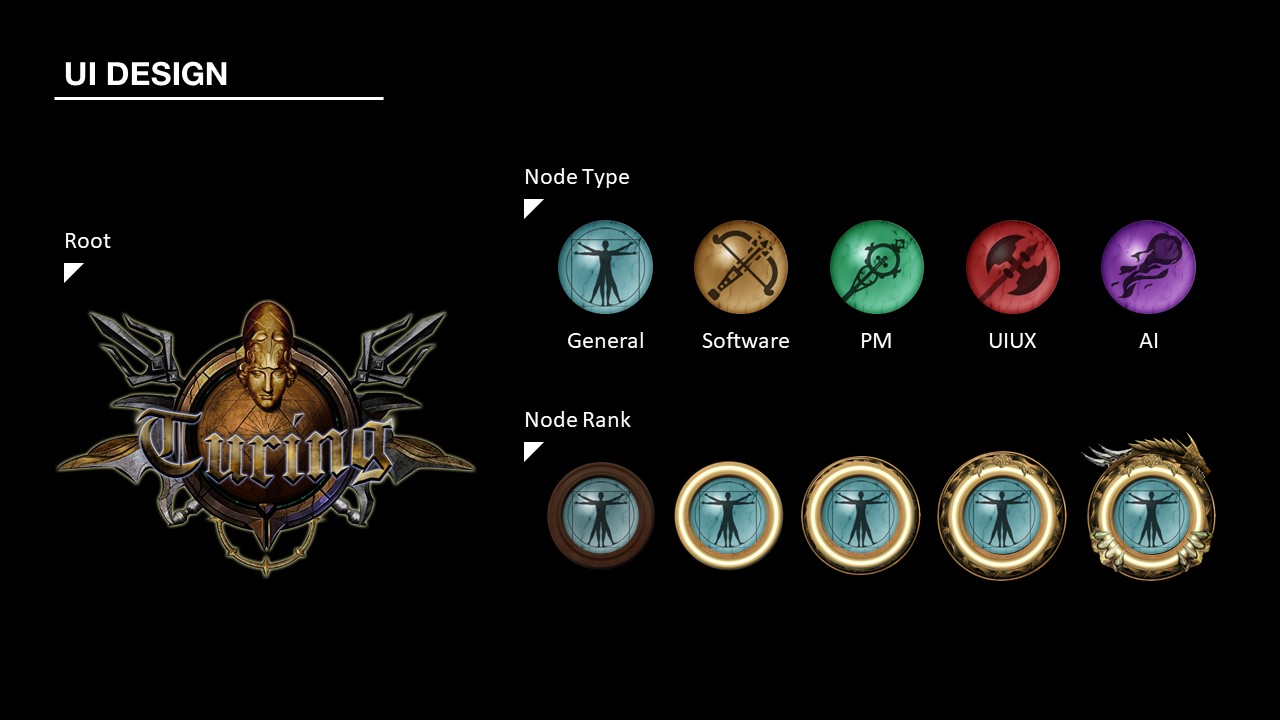 UI DESIGN
Root
Turing
Node Type
General
Software
PM
UIUX
AI
Node Rank